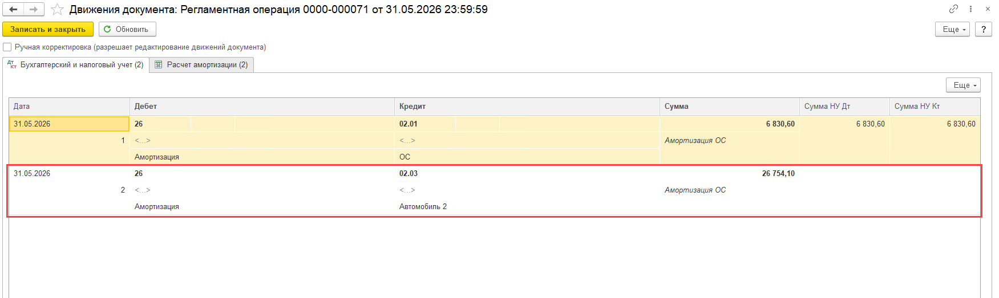 Движения документа: Регламентная операция 0000-000071 от 31.05.2026 23:59:59
Записать и закрыть Обновить Еще ?
Ручная корректировка (разрешает редактирование движений документа)
Дт Кт Бухгалтерский и налоговый учет (2) Расчет амортизации (2)
Еще
Дата Дебет Кредит Сумма Сумма НУ Дт Сумма НУ Кт
31.05.2026 26 02.01 6 830,60 6 830,60 6 830,60
1 <...> <...> Амортизация ОС
Амортизация ОС
31.05.2026 26 02.03 26 754,10
2 <...> <...> Амортизация ОС
Амортизация Автомобиль 2